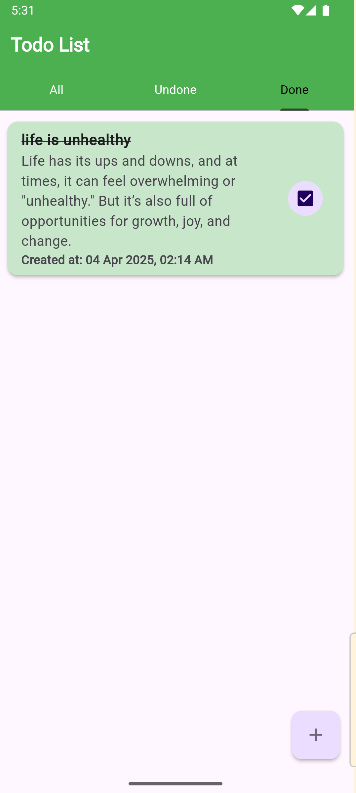 5:31
Todo List
All Undone Done
life is unhealthy
Life has its ups and downs, and at
times, it can feel overwhelming or
"unhealthy." But it's also full of
opportunities for growth, joy, and
change.
Created at: 04 Apr 2025, 02:14 AM
+